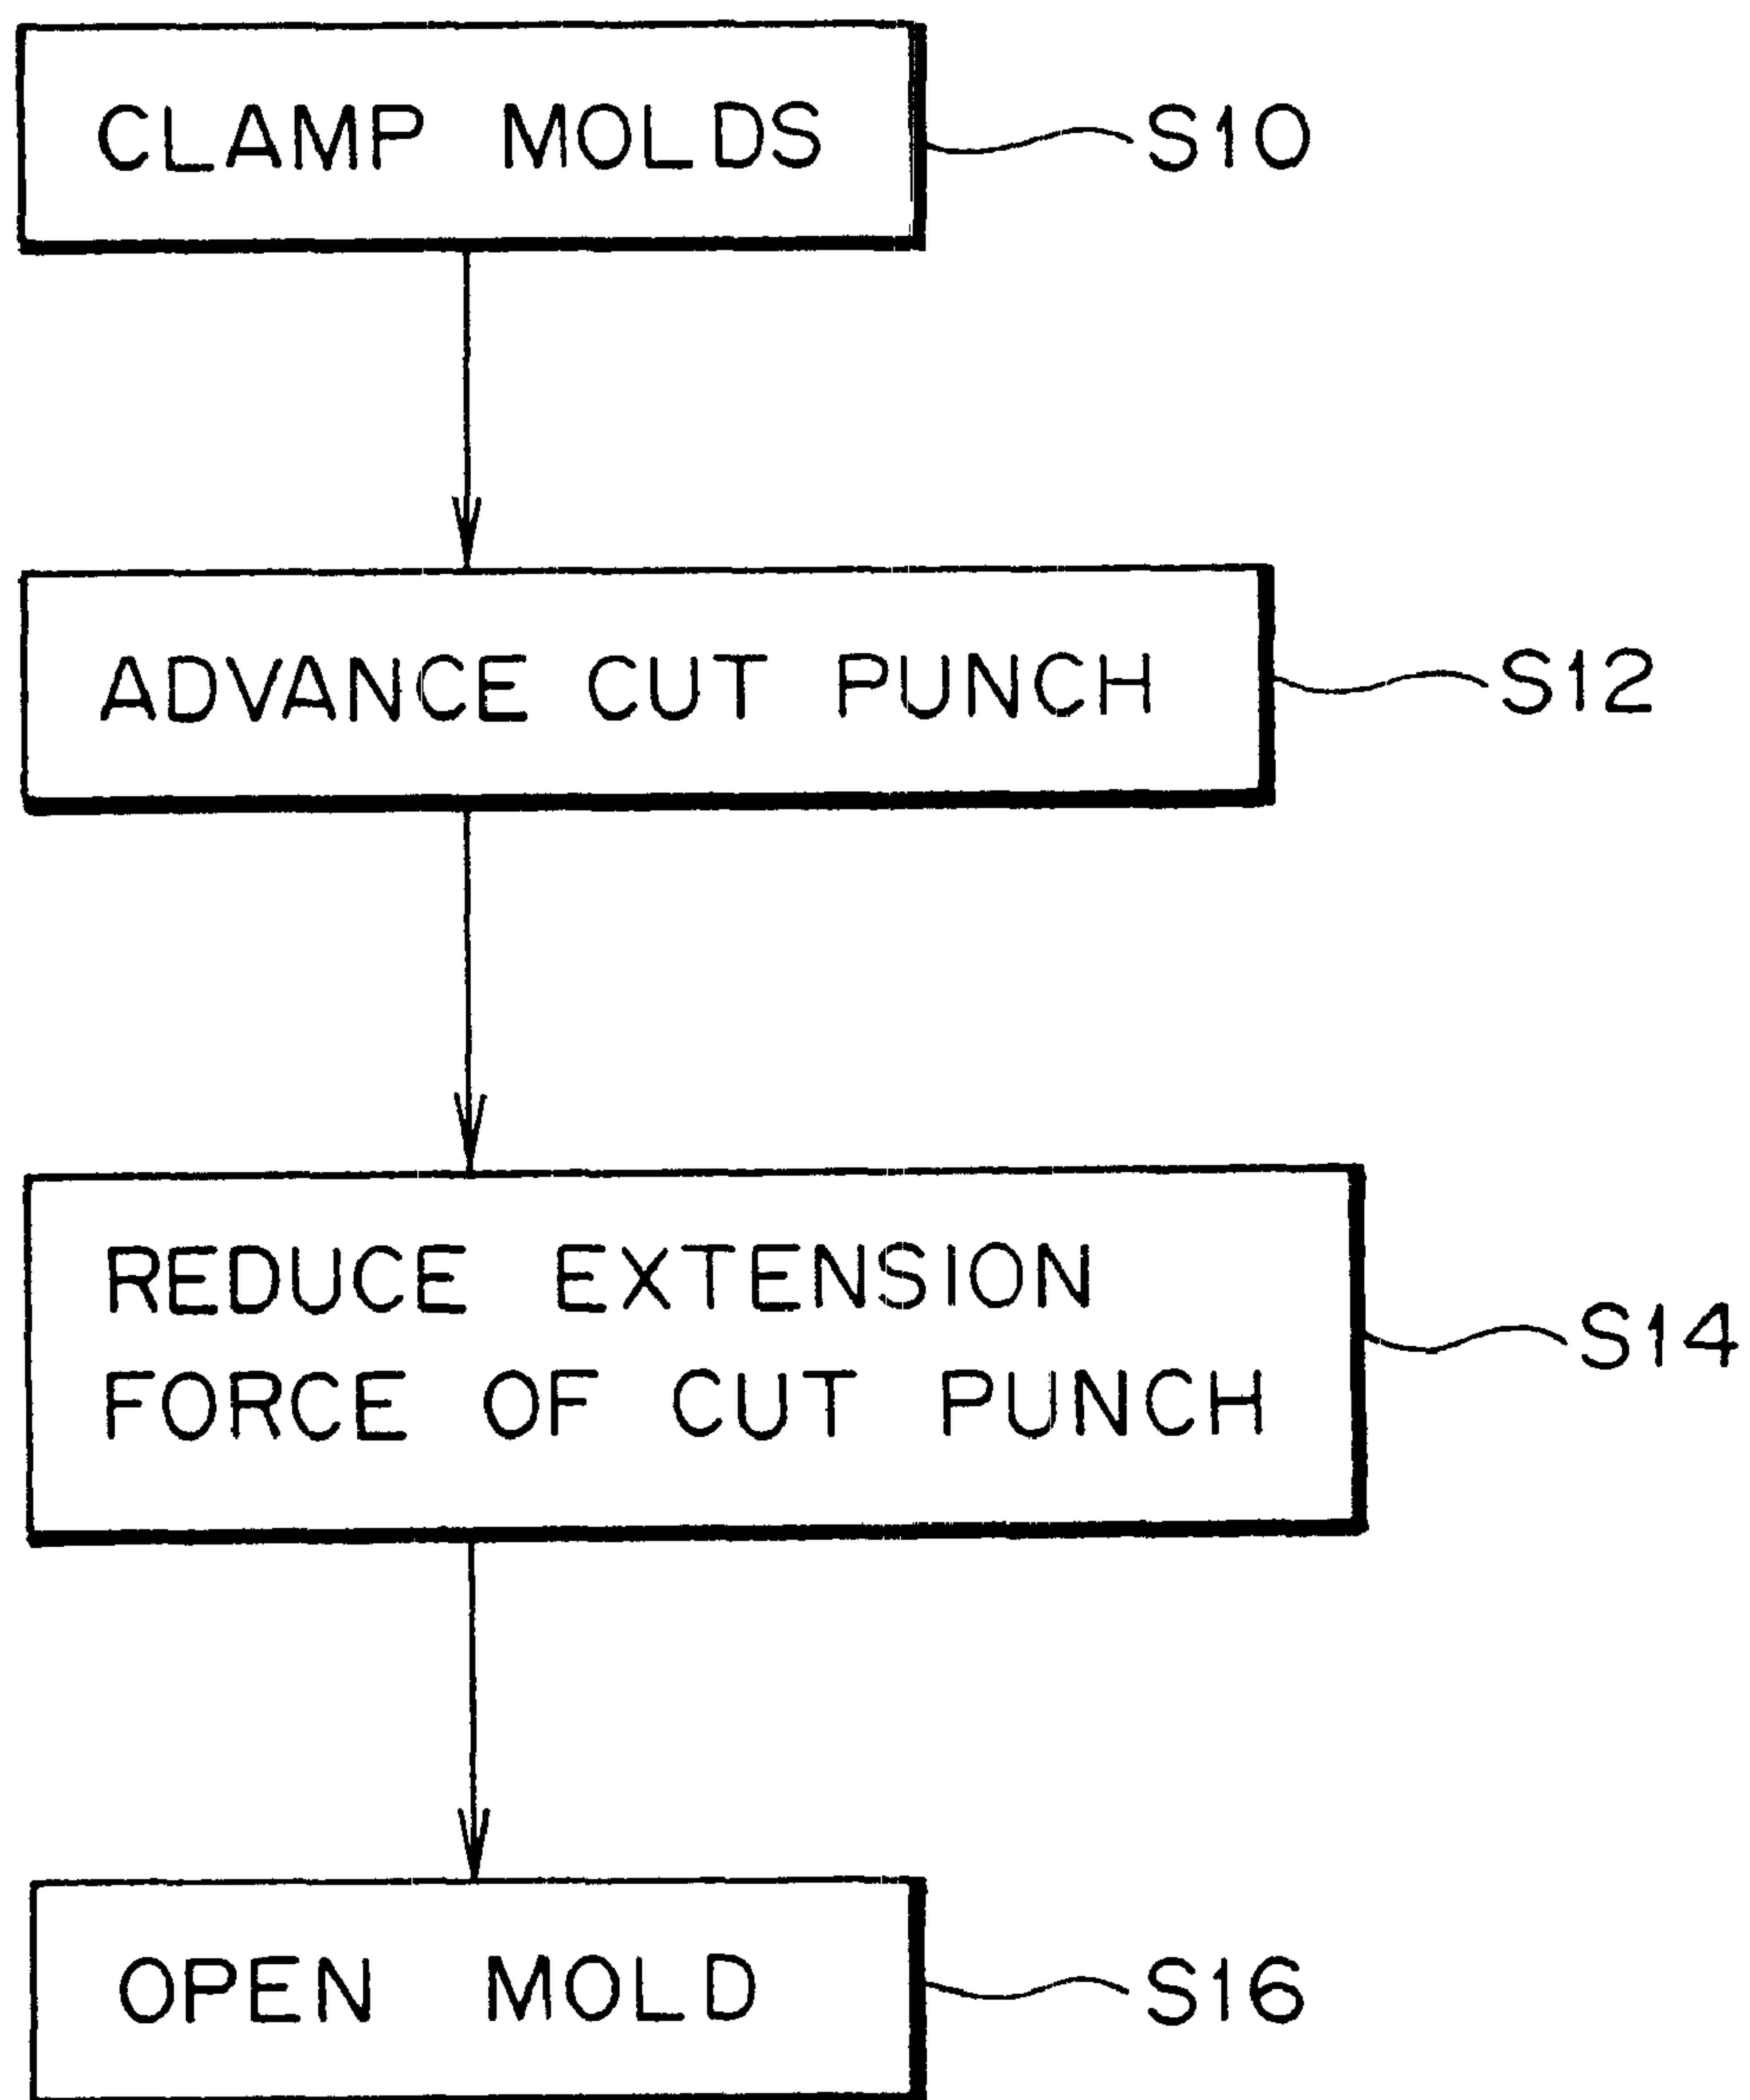 CLAMP MOLDS
S10
ADVANCE CUT PUNCH
S12
REDUCE EXTENSION
FORCE OF CUT PUNCH
S14
OPEN MOLD
S16